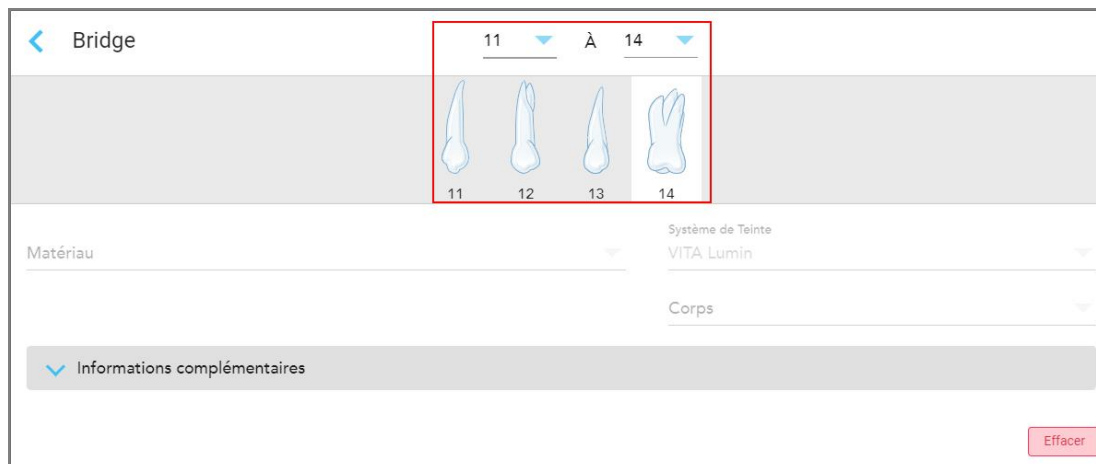 Bridge 11 À 14
11 12 13 14
Système de Teinte
Matériau VITA Lumin
Corps
Informations complémentaires
Effacer